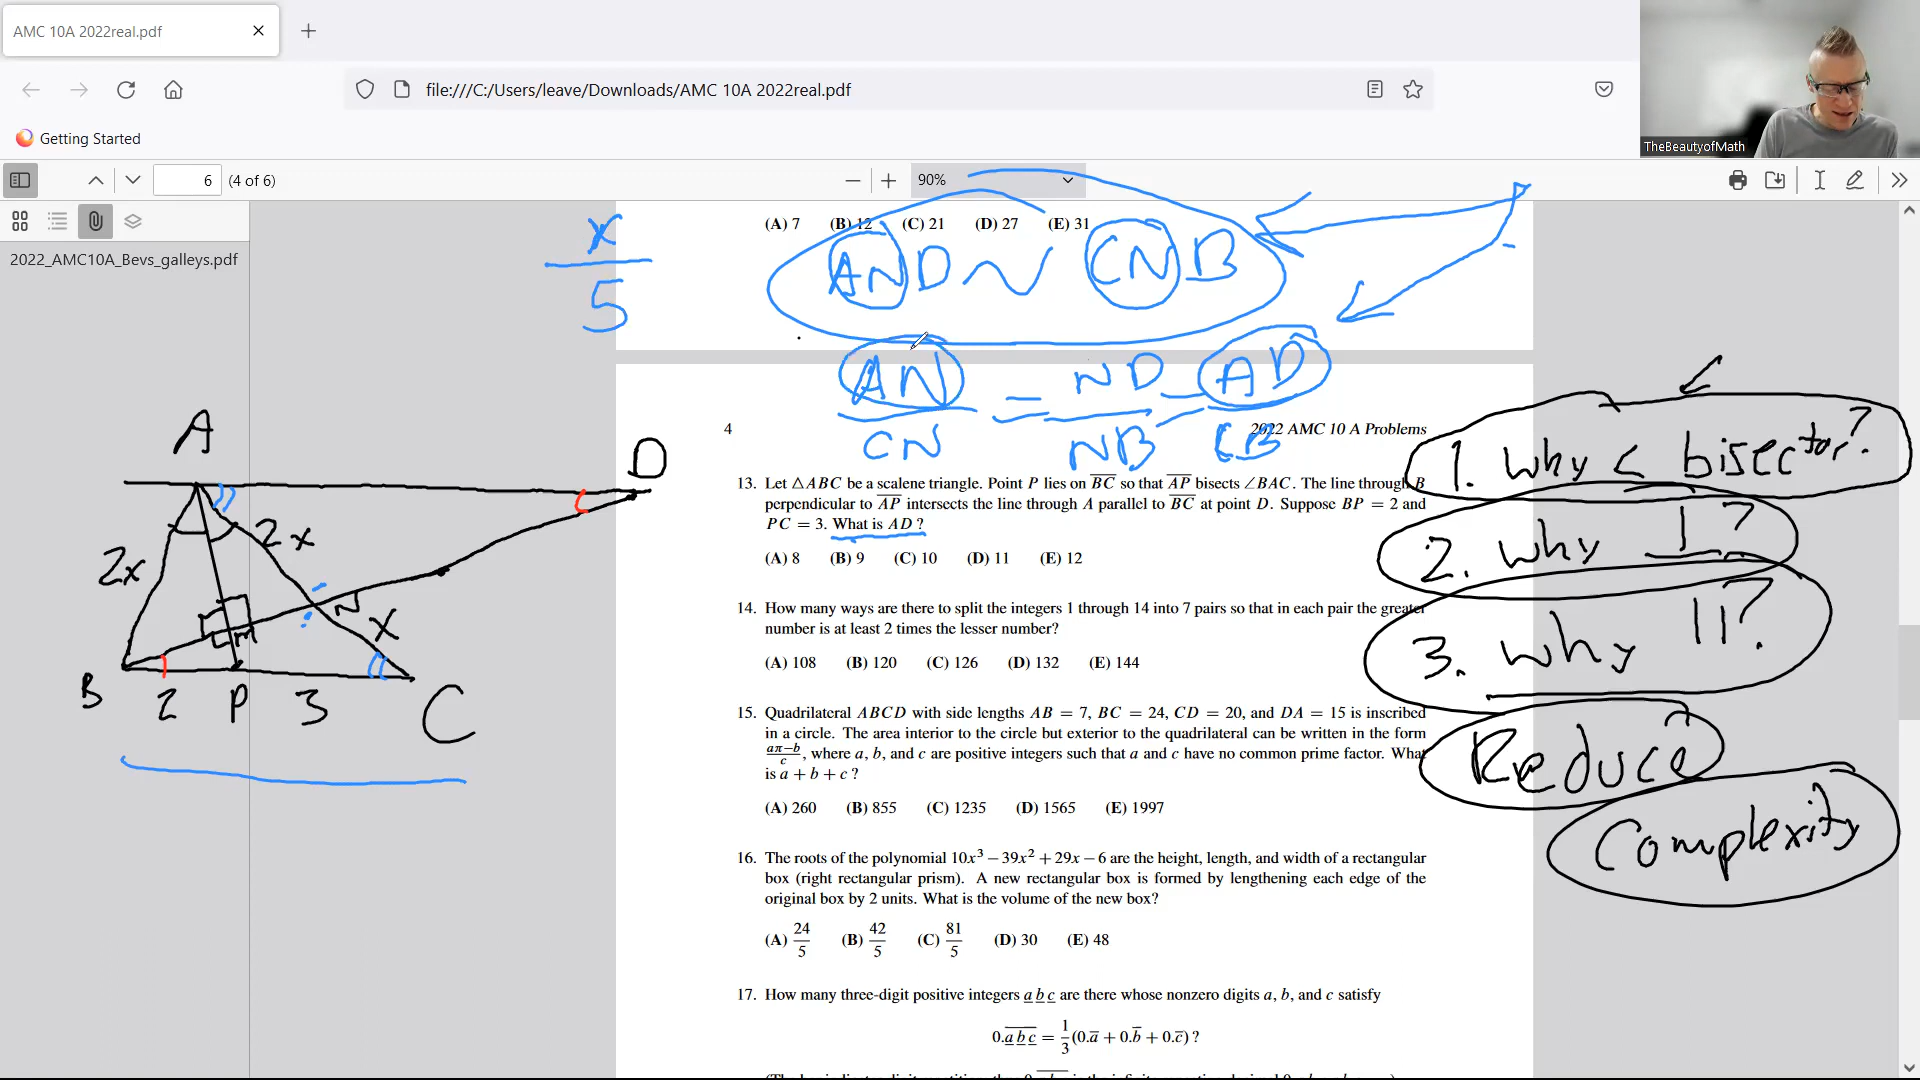 AMC 10A 2022real.pdf
file:///C:/Users/leave/Downloads/AMC 10A 2022real.pdf
Getting Started
TheBeautyofMath
6 (4 of 6)
90%
2022_AMC10A_Bevs_galleys.pdf
(A) 7 (B) 12 (C) 21 (D) 27 (E) 31
x
5
AND ~ CNB
AN = ND = AD
CN NB CB
4
2022 AMC 10 A Problems
13. Let △ABC be a scalene triangle. Point P lies on BC so that AP bisects ∠BAC. The line through B
perpendicular to AP intersects the line through A parallel to BC at point D. Suppose BP = 2 and
PC = 3. What is AD?
(A) 8 (B) 9 (C) 10 (D) 11 (E) 12
14. How many ways are there to split the integers 1 through 14 into 7 pairs so that in each pair the greater
number is at least 2 times the lesser number?
(A) 108 (B) 120 (C) 126 (D) 132 (E) 144
15. Quadrilateral ABCD with side lengths AB = 7, BC = 24, CD = 20, and DA = 15 is inscribed
in a circle. The area interior to the circle but exterior to the quadrilateral can be written in the form
aπ−b/c, where a, b, and c are positive integers such that a and c have no common prime factor. What
is a + b + c?
(A) 260 (B) 855 (C) 1235 (D) 1565 (E) 1997
16. The roots of the polynomial 10x³ − 39x² + 29x − 6 are the height, length, and width of a rectangular
box (right rectangular prism). A new rectangular box is formed by lengthening each edge of the
original box by 2 units. What is the volume of the new box?
(A) 24/5 (B) 42/5 (C) 81/5 (D) 30 (E) 48
17. How many three-digit positive integers a b c are there whose nonzero digits a, b, and c satisfy
0.abc = 1/3(0.a + 0.b + 0.c)?
A
D
2x
2x
N
x
M
B
2
P
3
C
1. Why < bisector?
2. Why ⊥?
3. Why ||?
Reduce
Complexity